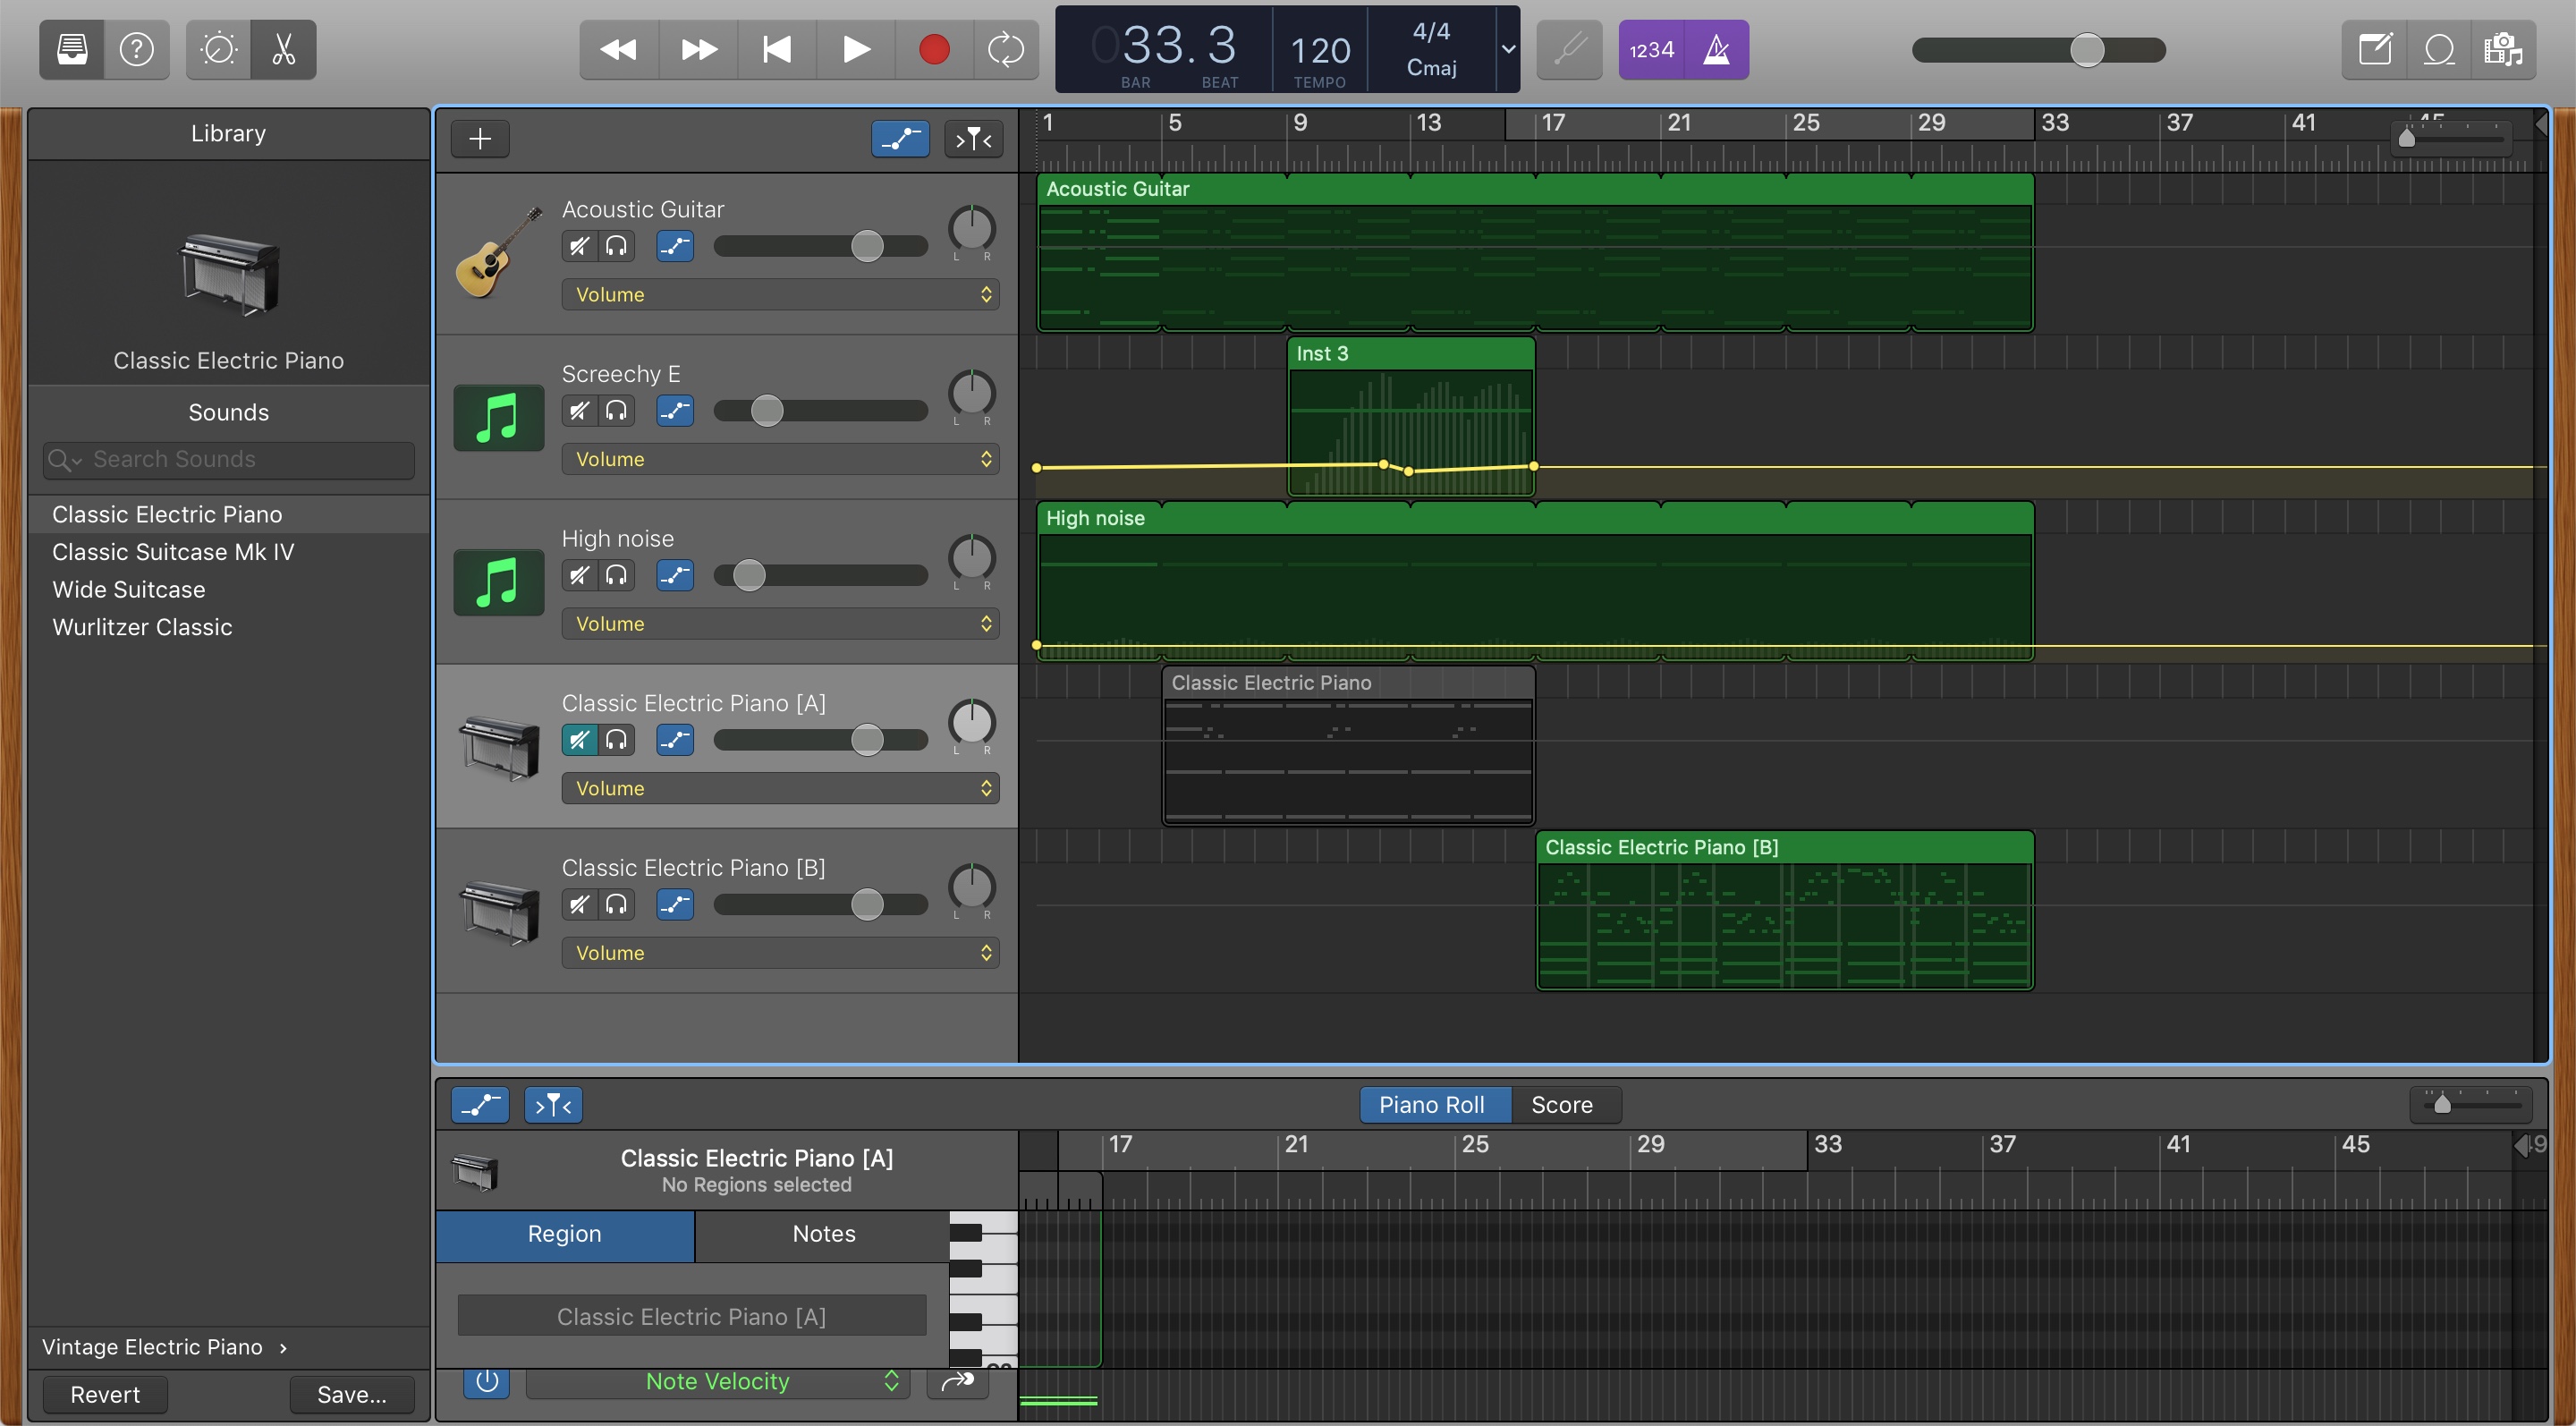 033.3
BAR BEAT
120
TEMPO
4/4
Cmaj
1234
Library
Classic Electric Piano
Sounds
Search Sounds
Classic Electric Piano
Classic Suitcase Mk IV
Wide Suitcase
Wurlitzer Classic
Vintage Electric Piano
Revert Save...
1 5 9 13 17 21 25 29 33 37 41 45
Acoustic Guitar
L R
Volume
Acoustic Guitar
Screechy E
L R
Volume
Inst 3
High noise
L R
Volume
High noise
Classic Electric Piano [A]
L R
Volume
Classic Electric Piano
Classic Electric Piano [B]
L R
Volume
Classic Electric Piano [B]
Piano Roll Score
Classic Electric Piano [A]
No Regions selected
17 21 25 29 33 37 41 45
Region Notes
Classic Electric Piano [A]
Note Velocity